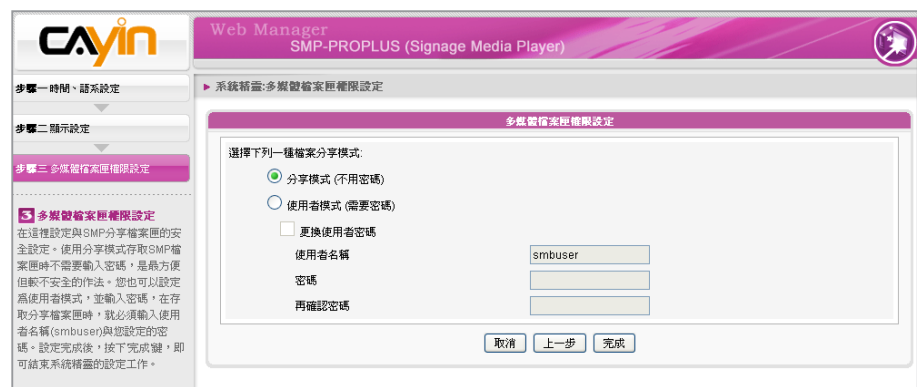 CAYIN
Web Manager
SMP-PROPLUS (Signage Media Player)
步驟一 時間、語系設定
步驟二 顯示設定
步驟三 多媒體檔案匣權限設定
3 多媒體檔案匣權限設定
在這裡設定與SMP分享檔案匣的安
全設定。使用分享模式存取SMP檔
案匣時不需要輸入密碼,是最方便
但較不安全的作法。您也可以設定
為使用者模式,並輸入密碼,在存
取分享檔案匣時,就必須輸入使用
者名稱(smbuser)與您設定的密
碼。設定完成後,按下完成鍵,即
可結束系統精靈的設定工作。
系統精靈:多媒體檔案匣權限設定
多媒體檔案匣權限設定
選擇下列一種檔案分享模式:
分享模式 (不用密碼)
使用者模式 (需要密碼)
更換使用者密碼
使用者名稱 smbuser
密碼
再確認密碼
取消 上一步 完成